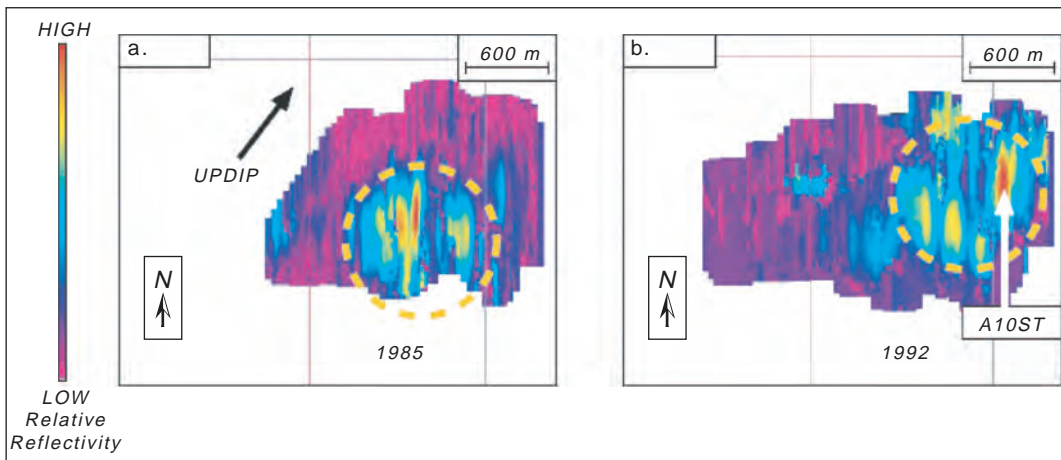 HIGH
LOW
Relative
Reflectivity
a.
600 m
UPDIP
N
1985
b.
600 m
N
A10ST
1992